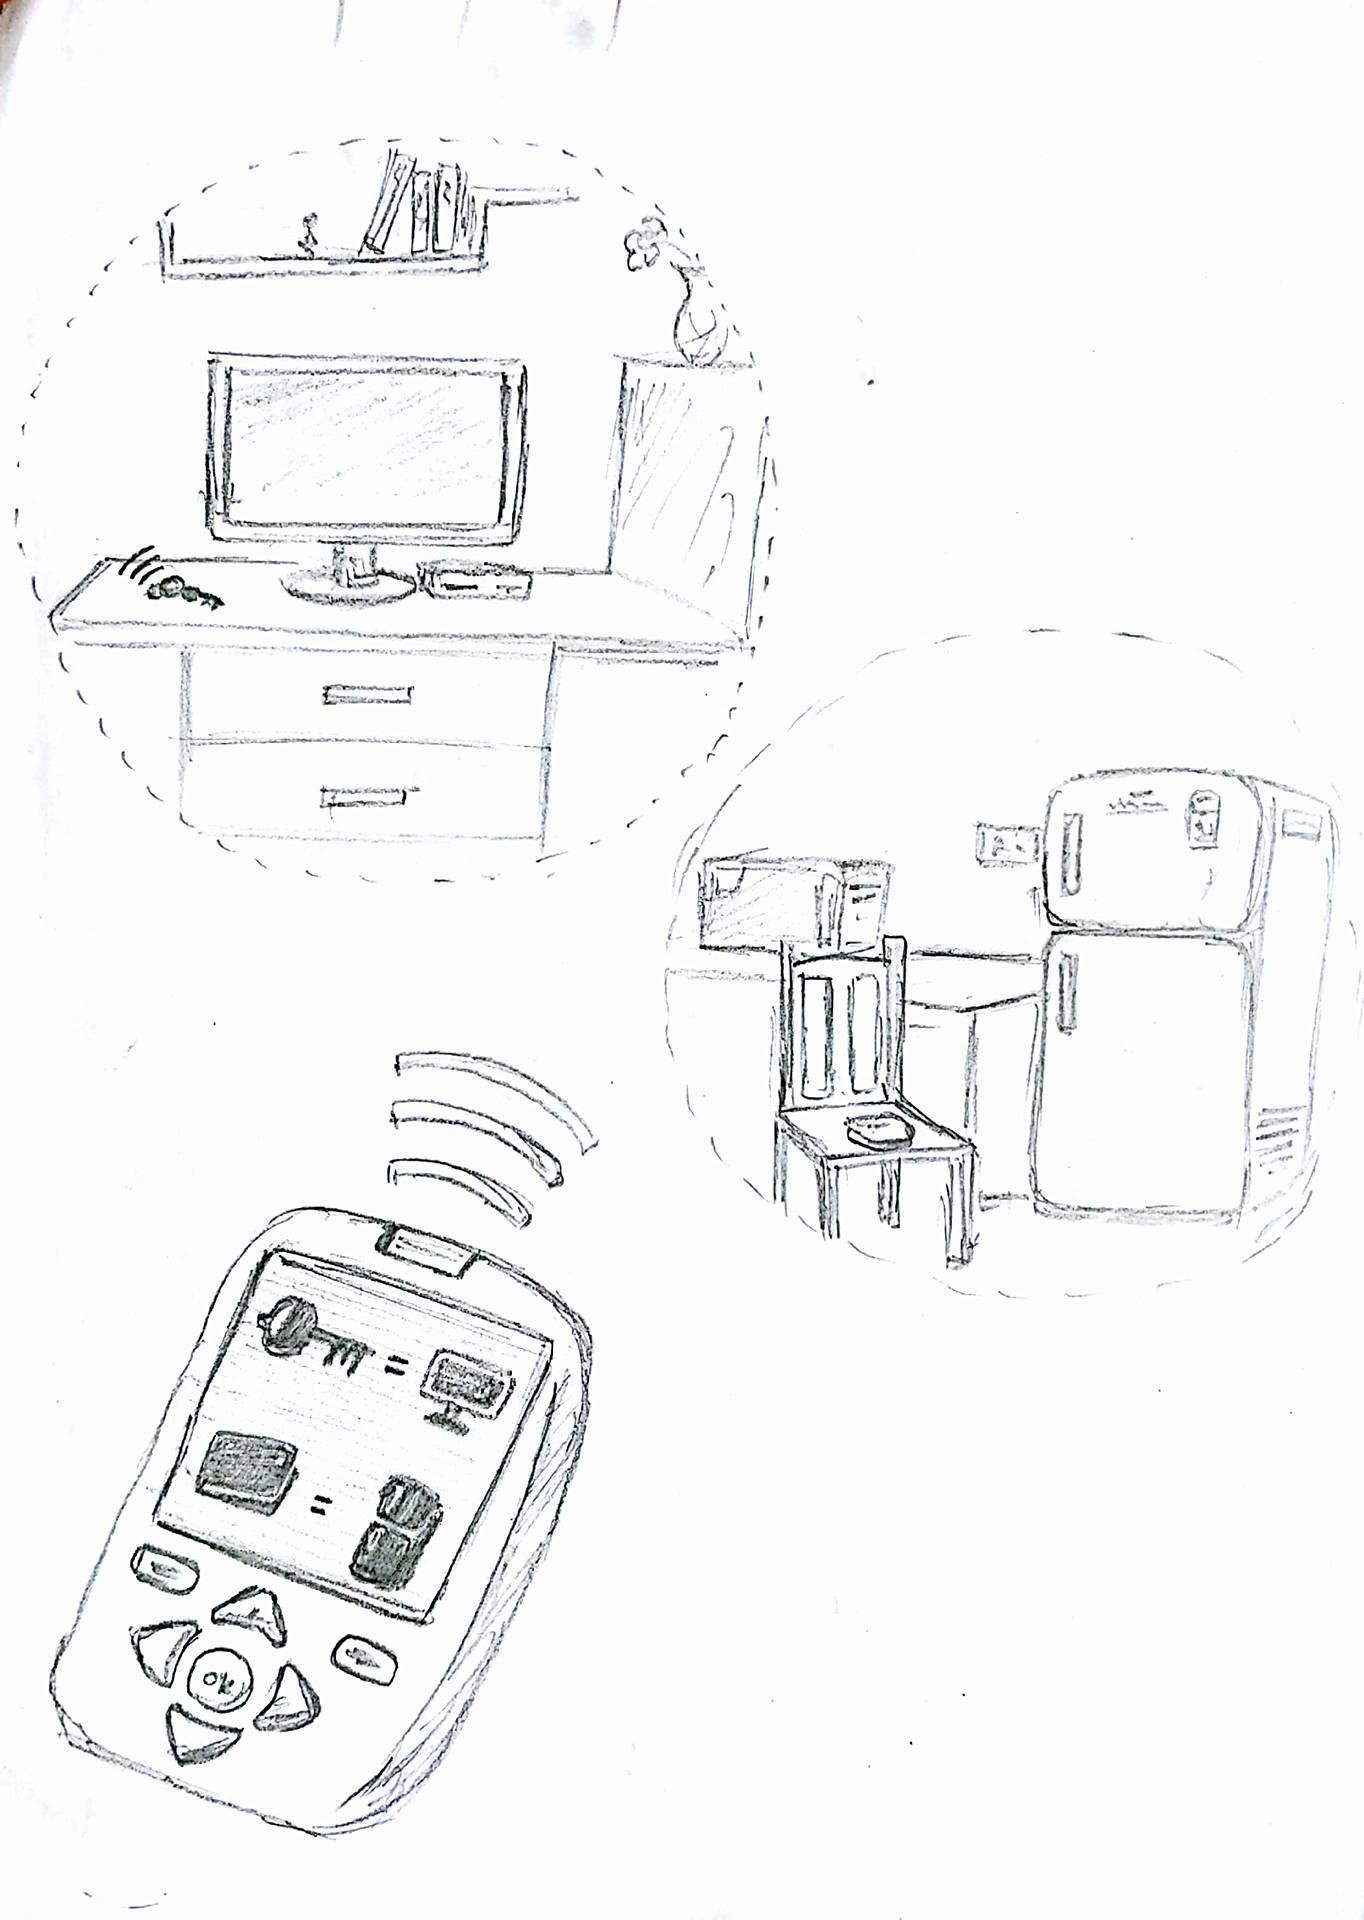 =
=
OK